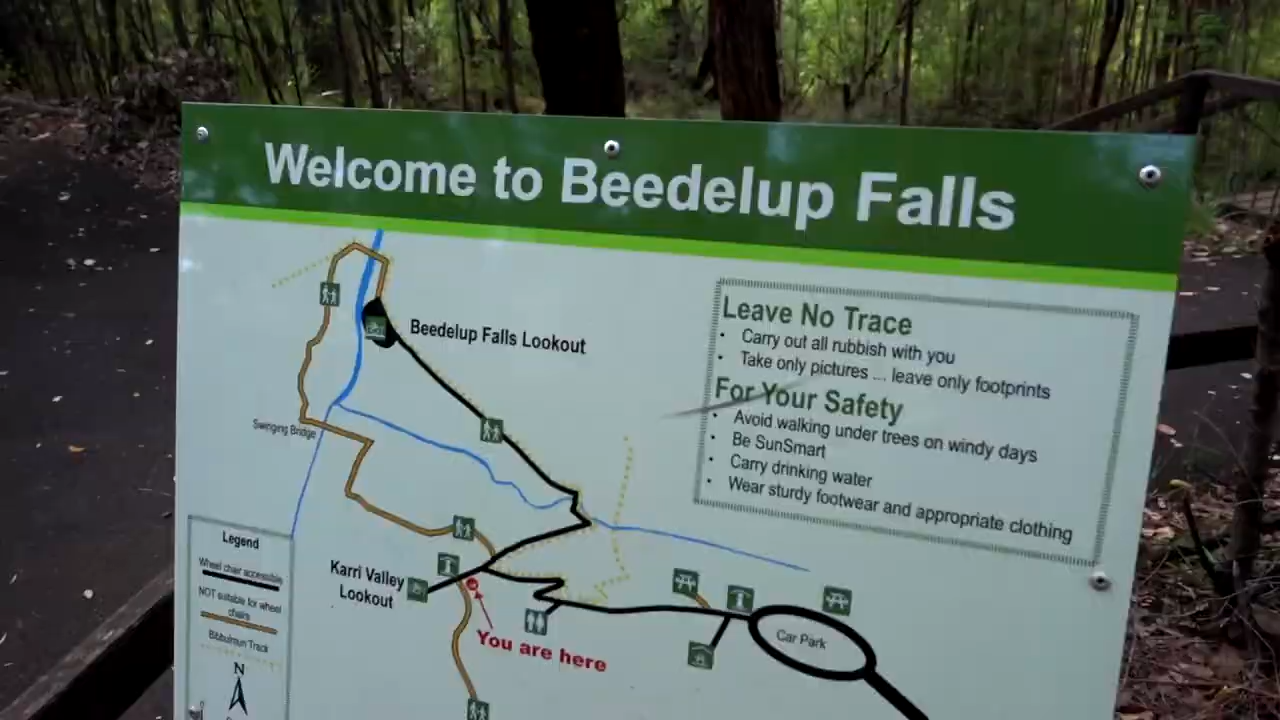 Welcome to Beedelup Falls
Beedelup Falls Lookout
Leave No Trace
• Carry out all rubbish with you
• Take only pictures ... leave only footprints
For Your Safety
• Avoid walking under trees on windy days
• Be SunSmart
• Carry drinking water
• Wear sturdy footwear and appropriate clothing
Swinging Bridge
Legend
Wheel chair accessible
NOT suitable for wheel
chairs
Bibbulmun Track
N
Karri Valley
Lookout
You are here
Car Park